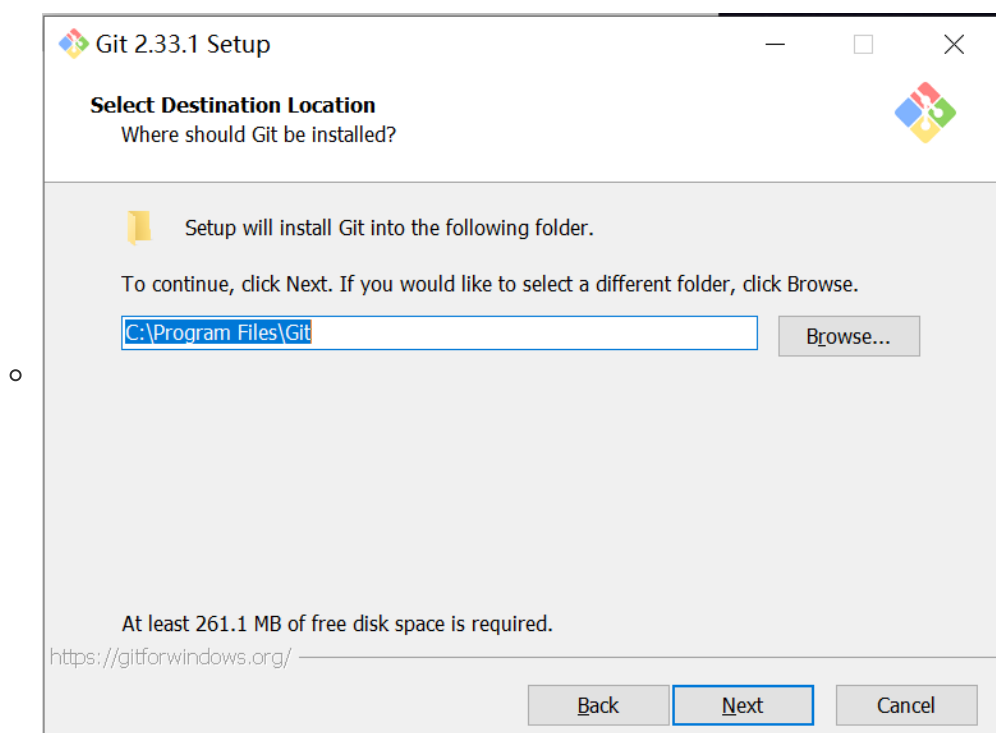 Git 2.33.1 Setup
Select Destination Location
Where should Git be installed?
Setup will install Git into the following folder.
To continue, click Next. If you would like to select a different folder, click Browse.
C:\Program Files\Git
Browse...
At least 261.1 MB of free disk space is required.
https://gitforwindows.org/
Back
Next
Cancel